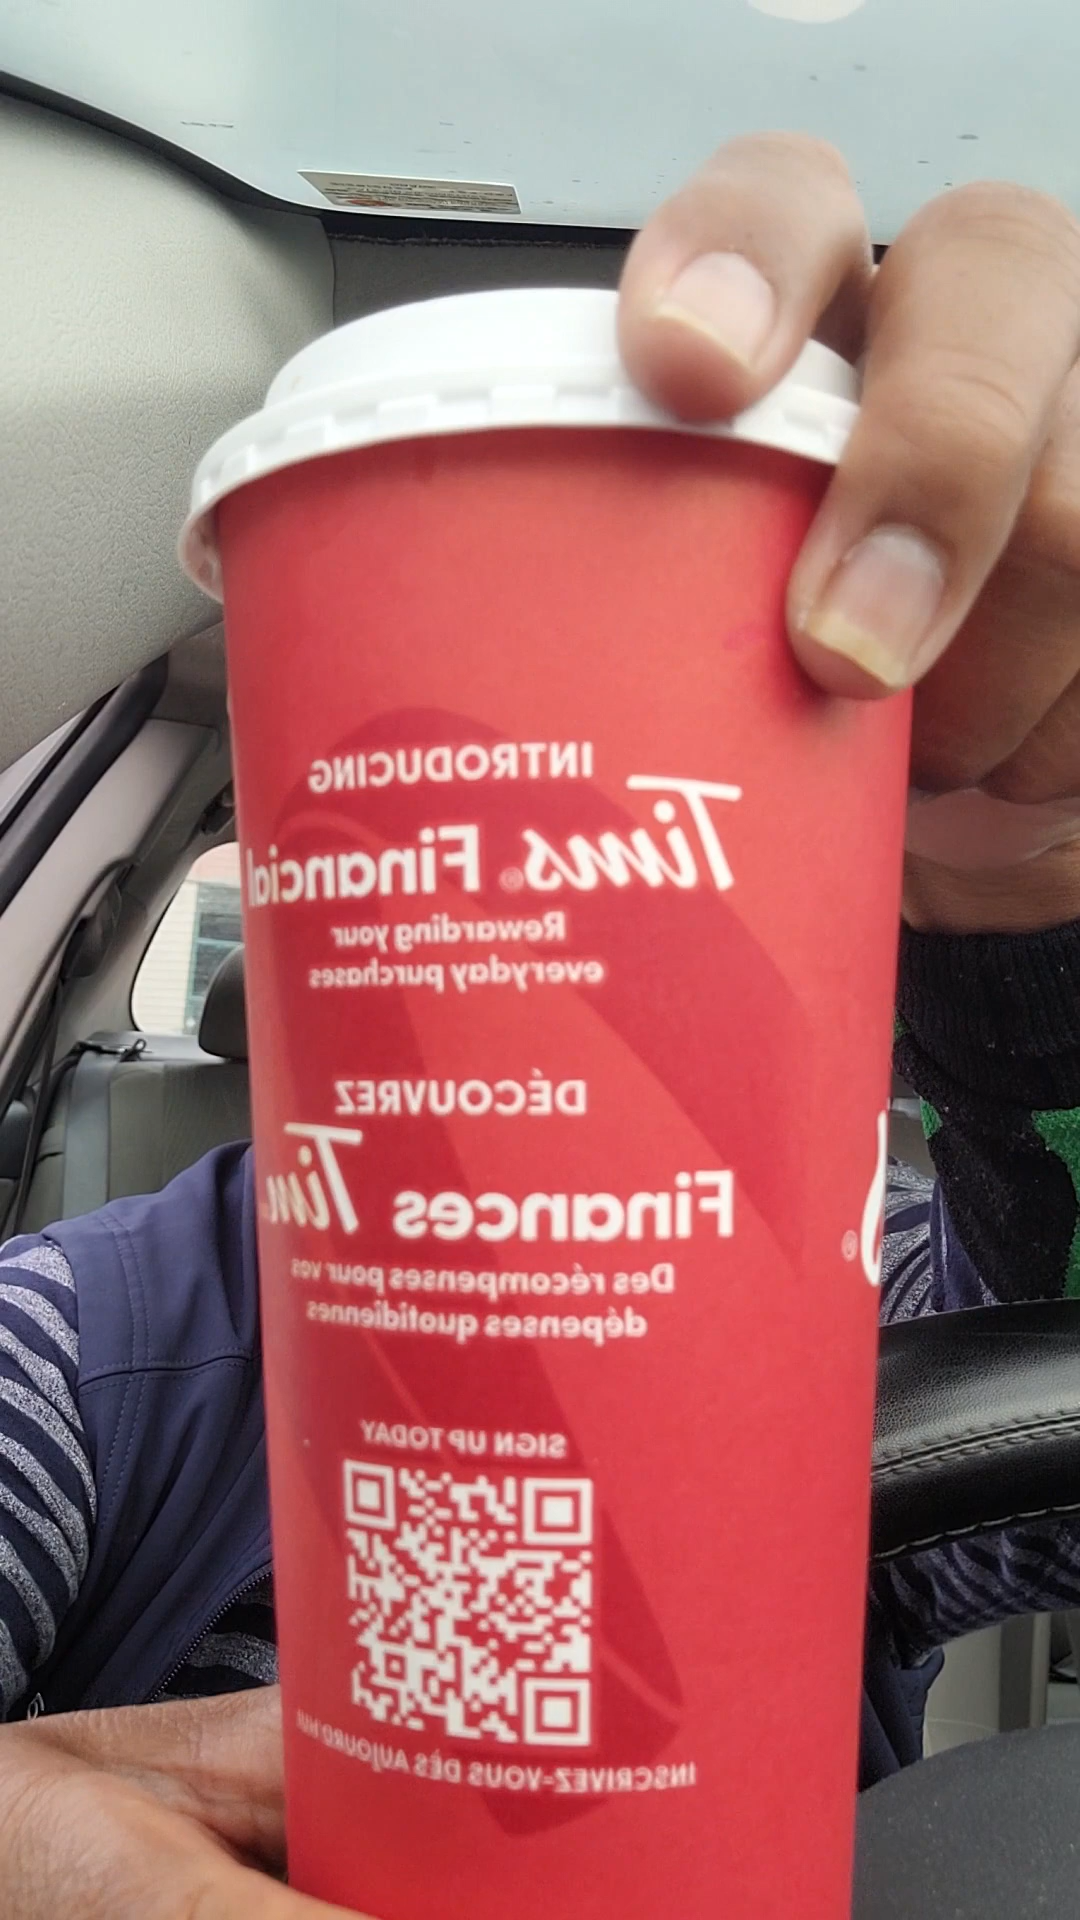 INTRODUCING
Tims® Financial
Rewarding your
everyday purchases
DÉCOUVREZ
Finances Tim
Des récompenses pour vos
dépenses quotidiennes
SIGN UP TODAY
INSCRIVEZ-VOUS DÈS AUJOURD'HUI